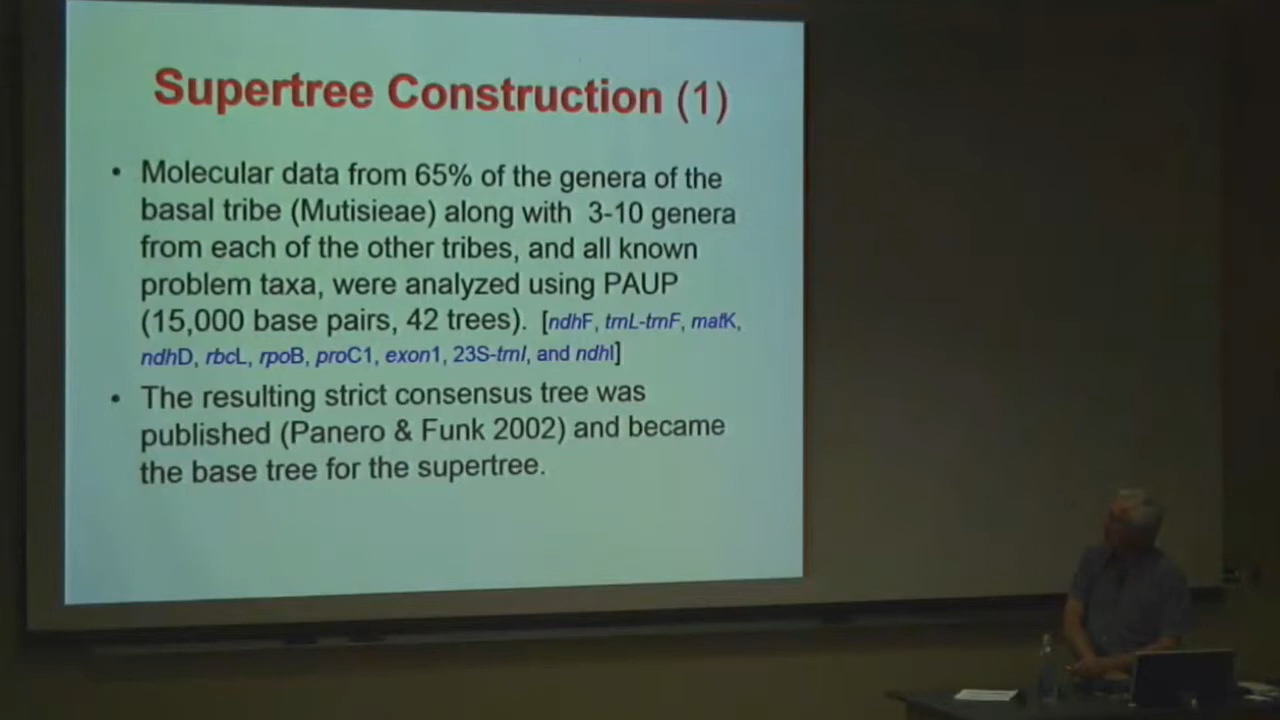 Supertree Construction (1)
• Molecular data from 65% of the genera of the
basal tribe (Mutisieae) along with 3-10 genera
from each of the other tribes, and all known
problem taxa, were analyzed using PAUP
(15,000 base pairs, 42 trees). [ndhF, trnL-trnF, matK,
ndhD, rbcL, rpoB, proC1, exon1, 23S-trnI, and ndhI]
• The resulting strict consensus tree was
published (Panero & Funk 2002) and became
the base tree for the supertree.